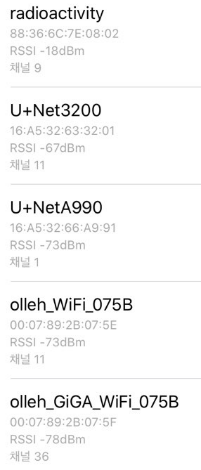 radioactivity
88:36:6C:7E:08:02
RSSI -18dBm
채널 9
U+Net3200
16:A5:32:63:32:01
RSSI -67dBm
채널 11
U+NetA990
16:A5:32:66:A9:91
RSSI -73dBm
채널 1
olleh_WiFi_075B
00:07:89:2B:07:5E
RSSI -73dBm
채널 11
olleh_GiGA_WiFi_075B
00:07:89:2B:07:5F
RSSI -78dBm
채널 36